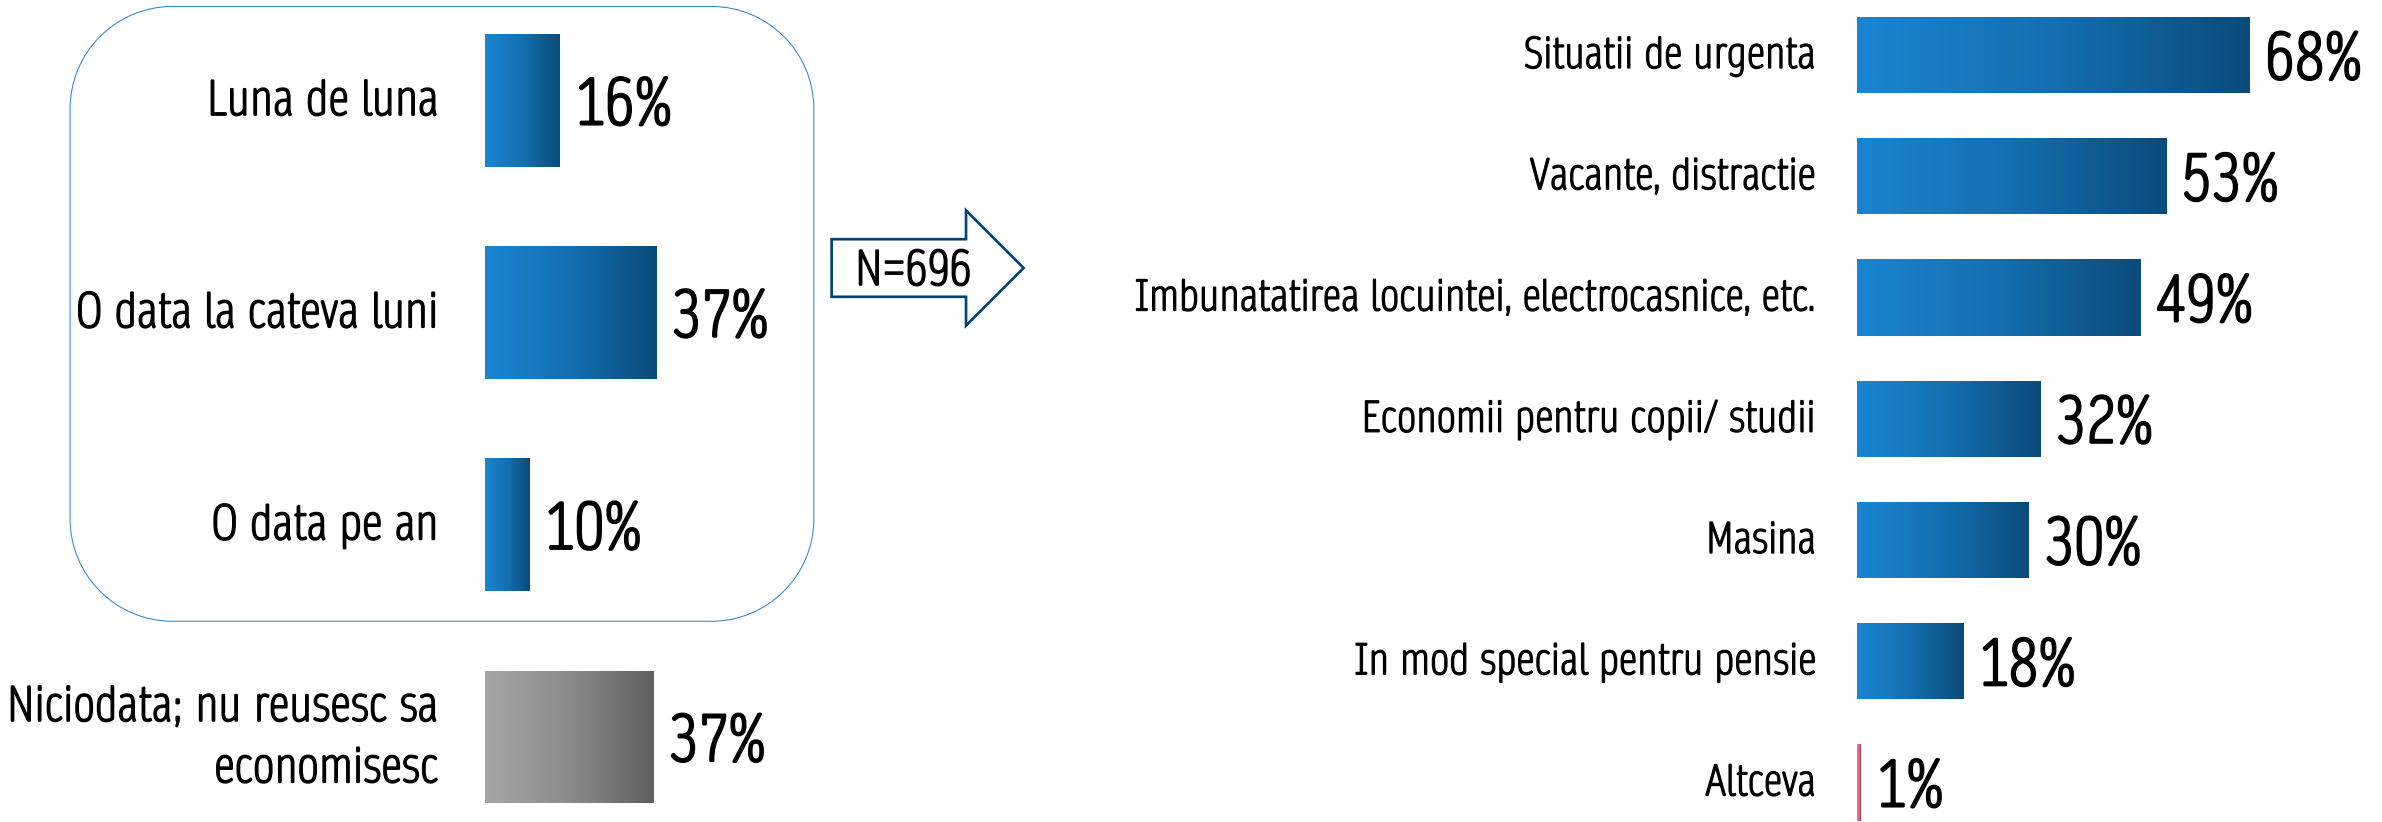 Luna de luna 16%
O data la cateva luni 37%
O data pe an 10%
Niciodata; nu reusesc sa
economisesc 37%
N=696
Situatii de urgenta 68%
Vacante, distractie 53%
Imbunatatirea locuintei, electrocasnice, etc. 49%
Economii pentru copii/ studii 32%
Masina 30%
In mod special pentru pensie 18%
Altceva 1%